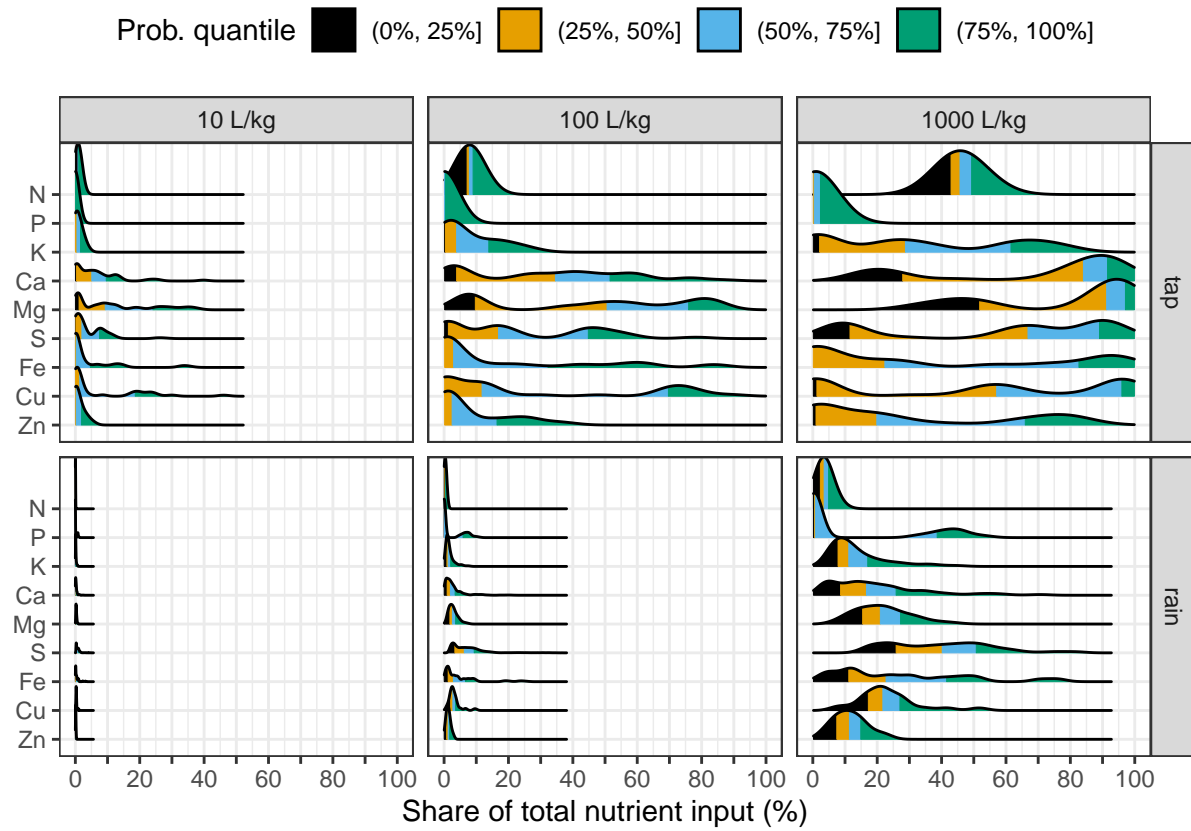 Prob. quantile (0%, 25%] (25%, 50%] (50%, 75%] (75%, 100%]
10 L/kg 100 L/kg 1000 L/kg
N
P
K
Ca
Mg
S
Fe
Cu
Zn
tap
N
P
K
Ca
Mg
S
Fe
Cu
Zn
rain
0 20 40 60 80 100 0 20 40 60 80 100 0 20 40 60 80 100
Share of total nutrient input (%)